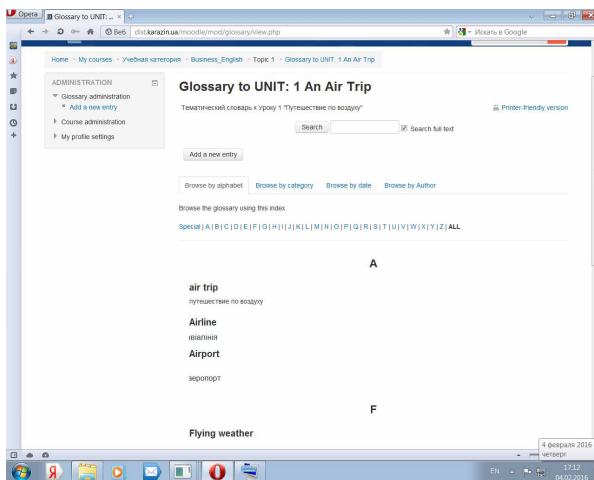 Opera
Glossary to UNIT: ...
Веб
dist.karazin.ua/moodle/mod/glossary/view.php
Искать в Google
Home
My courses
Учебная категория
Business_English
Topic 1
Glossary to UNIT: 1 An Air Trip
ADMINISTRATION
Glossary administration
Add a new entry
Course administration
My profile settings
Glossary to UNIT: 1 An Air Trip
Тематический словарь к Уроку 1 "Путешествие по воздуху"
Printer-friendly version
Search
Search full text
Add a new entry
Browse by alphabet
Browse by category
Browse by date
Browse by Author
Browse the glossary using this index
Special | A | B | C | D | E | F | G | H | I | J | K | L | M | N | O | P | Q | R | S | T | U | V | W | X | Y | Z | ALL
A
air trip
путешествие по воздуху
Airline
авіалінія
Airport
аеропорт
F
Flying weather
4 февраля 2016
четверг
EN
17:12
04.02.2016